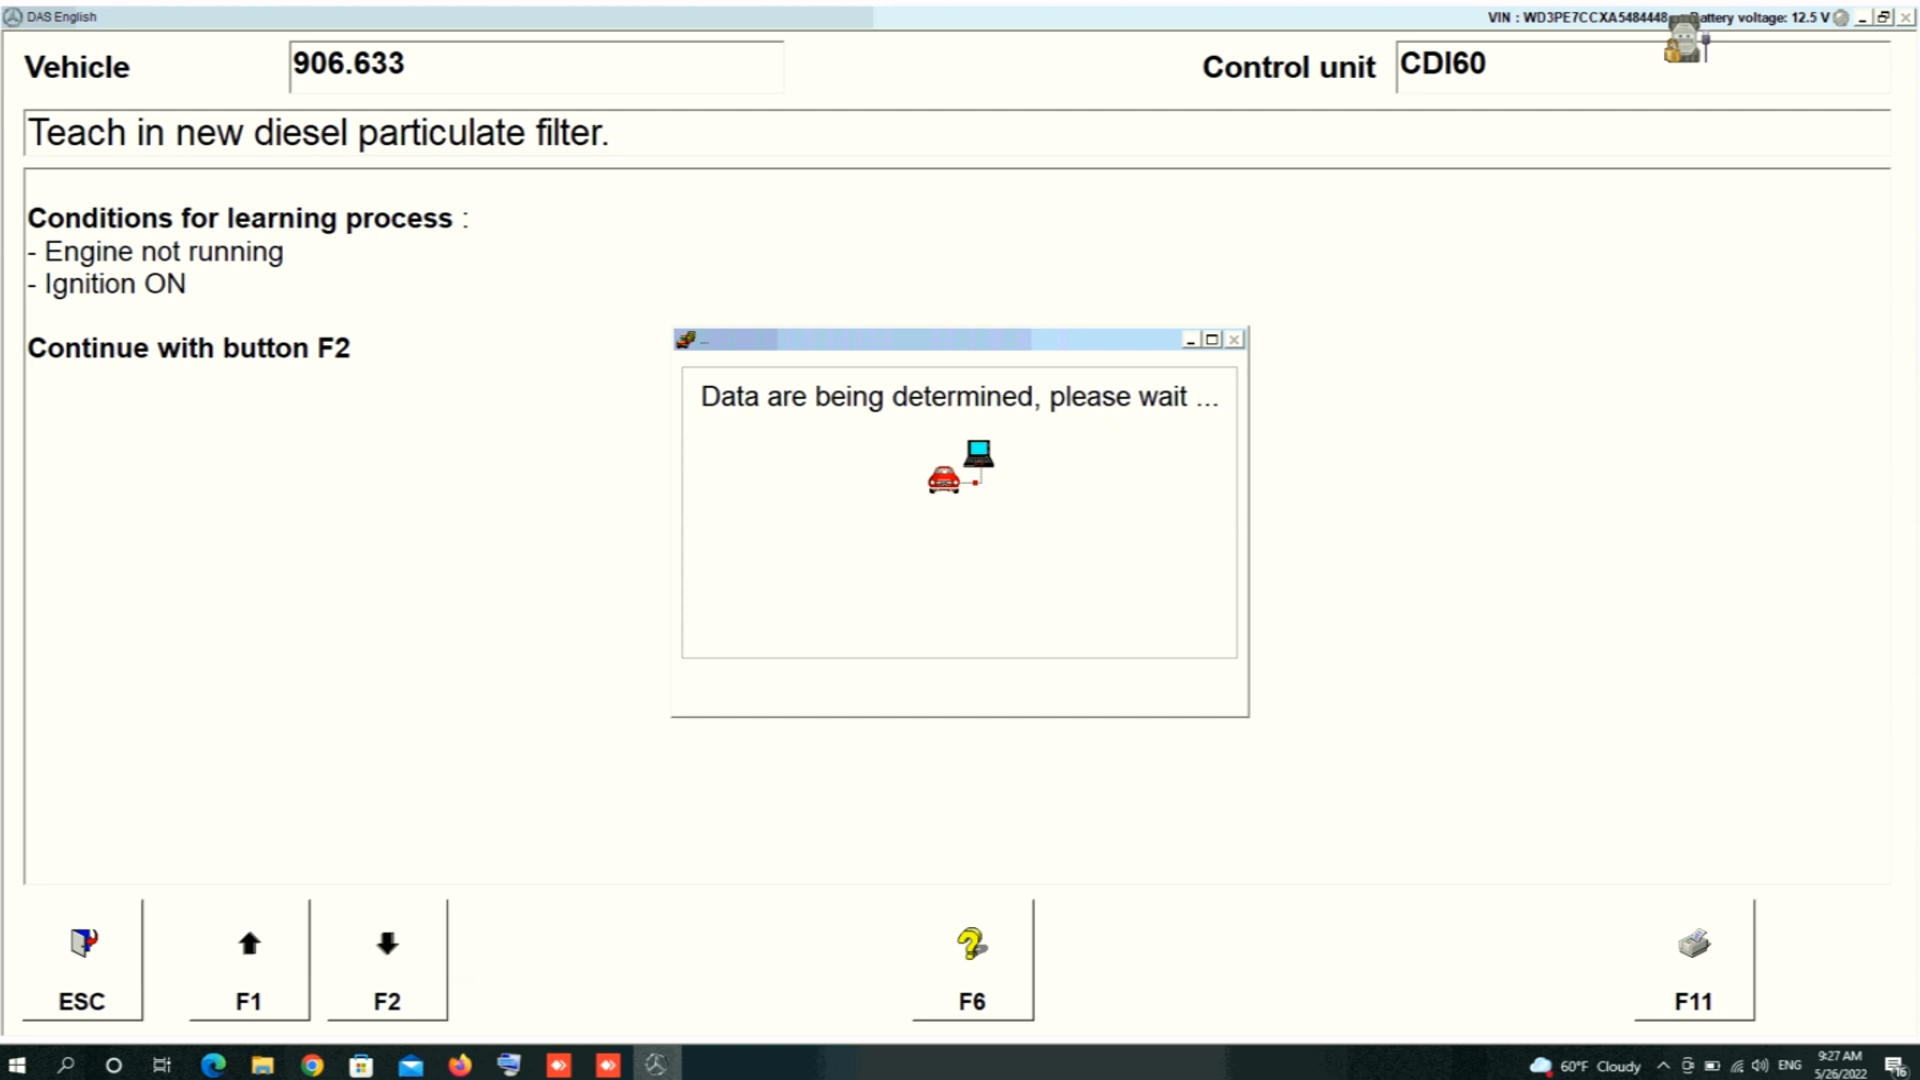 DAS English
VIN : WD3PE7CCXA5484448 Battery voltage: 12.5 V
Vehicle 906.633 Control unit CDI60
Teach in new diesel particulate filter.
Conditions for learning process :
- Engine not running
- Ignition ON
Continue with button F2
...
Data are being determined, please wait ...
ESC F1 F2 F6 F11
60°F Cloudy ENG 9:27 AM
5/26/2022
16